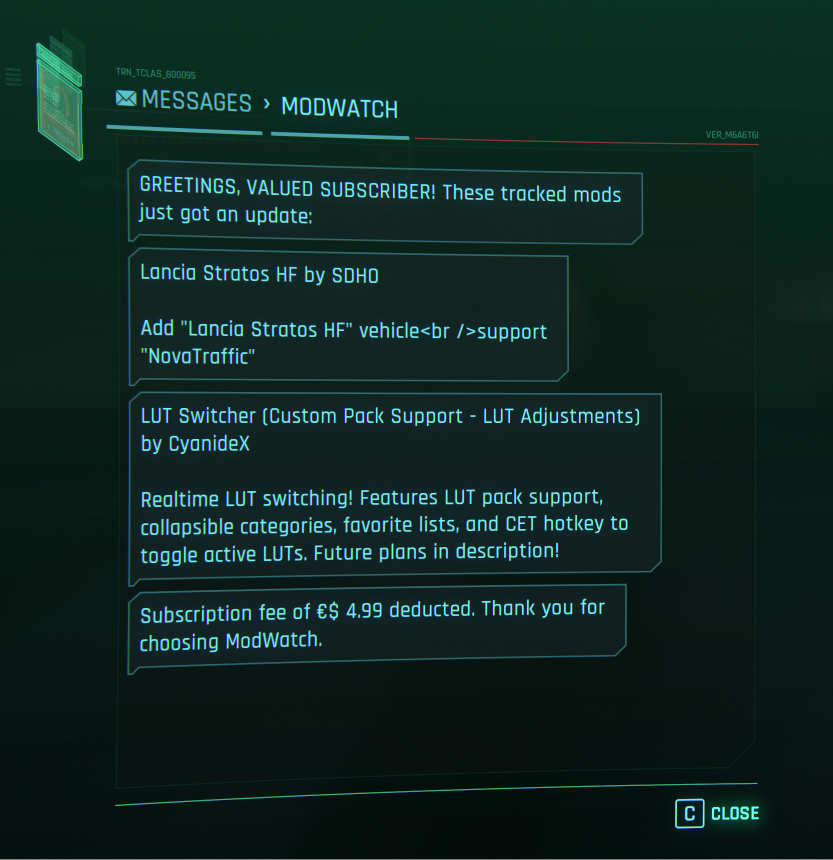 TRN_TCLAS_800095
MESSAGES › MODWATCH
VER_M6A6T6I
GREETINGS, VALUED SUBSCRIBER! These tracked mods
just got an update:
Lancia Stratos HF by SDHO
Add "Lancia Stratos HF" vehicle<br />support
"NovaTraffic"
LUT Switcher (Custom Pack Support - LUT Adjustments)
by CyanideX
Realtime LUT switching! Features LUT pack support,
collapsible categories, favorite lists, and CET hotkey to
toggle active LUTs. Future plans in description!
Subscription fee of €$ 4.99 deducted. Thank you for
choosing ModWatch.
C CLOSE